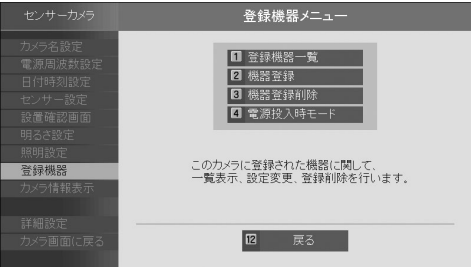 センサーカメラ
登録機器メニュー
カメラ名設定
電源周波数設定
日付時刻設定
センサー設定
設置確認画面
明るさ設定
照明設定
登録機器
カメラ情報表示
詳細設定
カメラ画面に戻る
1 登録機器一覧
2 機器登録
3 機器登録削除
4 電源投入時モード
このカメラに登録された機器に関して、
一覧表示、設定変更、登録削除を行います。
12 戻る